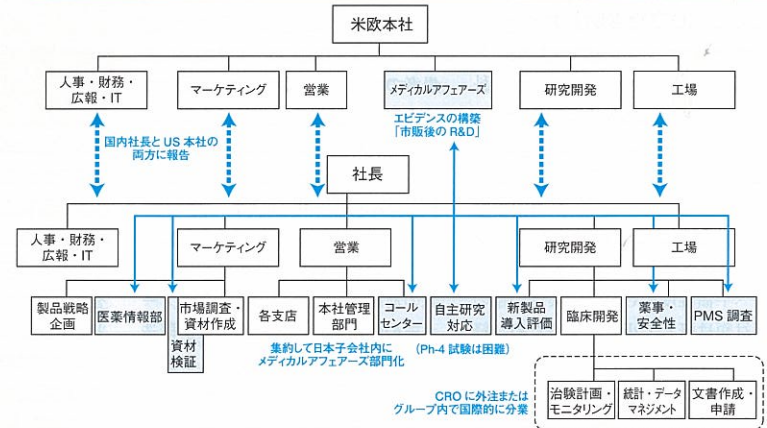 米欧本社
人事・財務・
広報・IT
マーケティング
営業
メディカルアフェアーズ
研究開発
工場
エビデンスの構築
「市販後の R&D」
国内社長と US 本社の
両方に報告
社長
人事・財務・
広報・IT
マーケティング
営業
研究開発
工場
製品戦略
企画
医薬情報部
市場調査・
資材作成
資材
検証
各支店
本社管理
部門
コール
センター
自主研究
対応
新製品
導入評価
臨床開発
薬事・
安全性
PMS 調査
集約して日本子会社内に
メディカルアフェアーズ部門化
(Ph-4 試験は困難)
CRO に外注または
グループ内で国際的に分業
治験計画・
モニタリング
統計・データ
マネジメント
文書作成・
申請